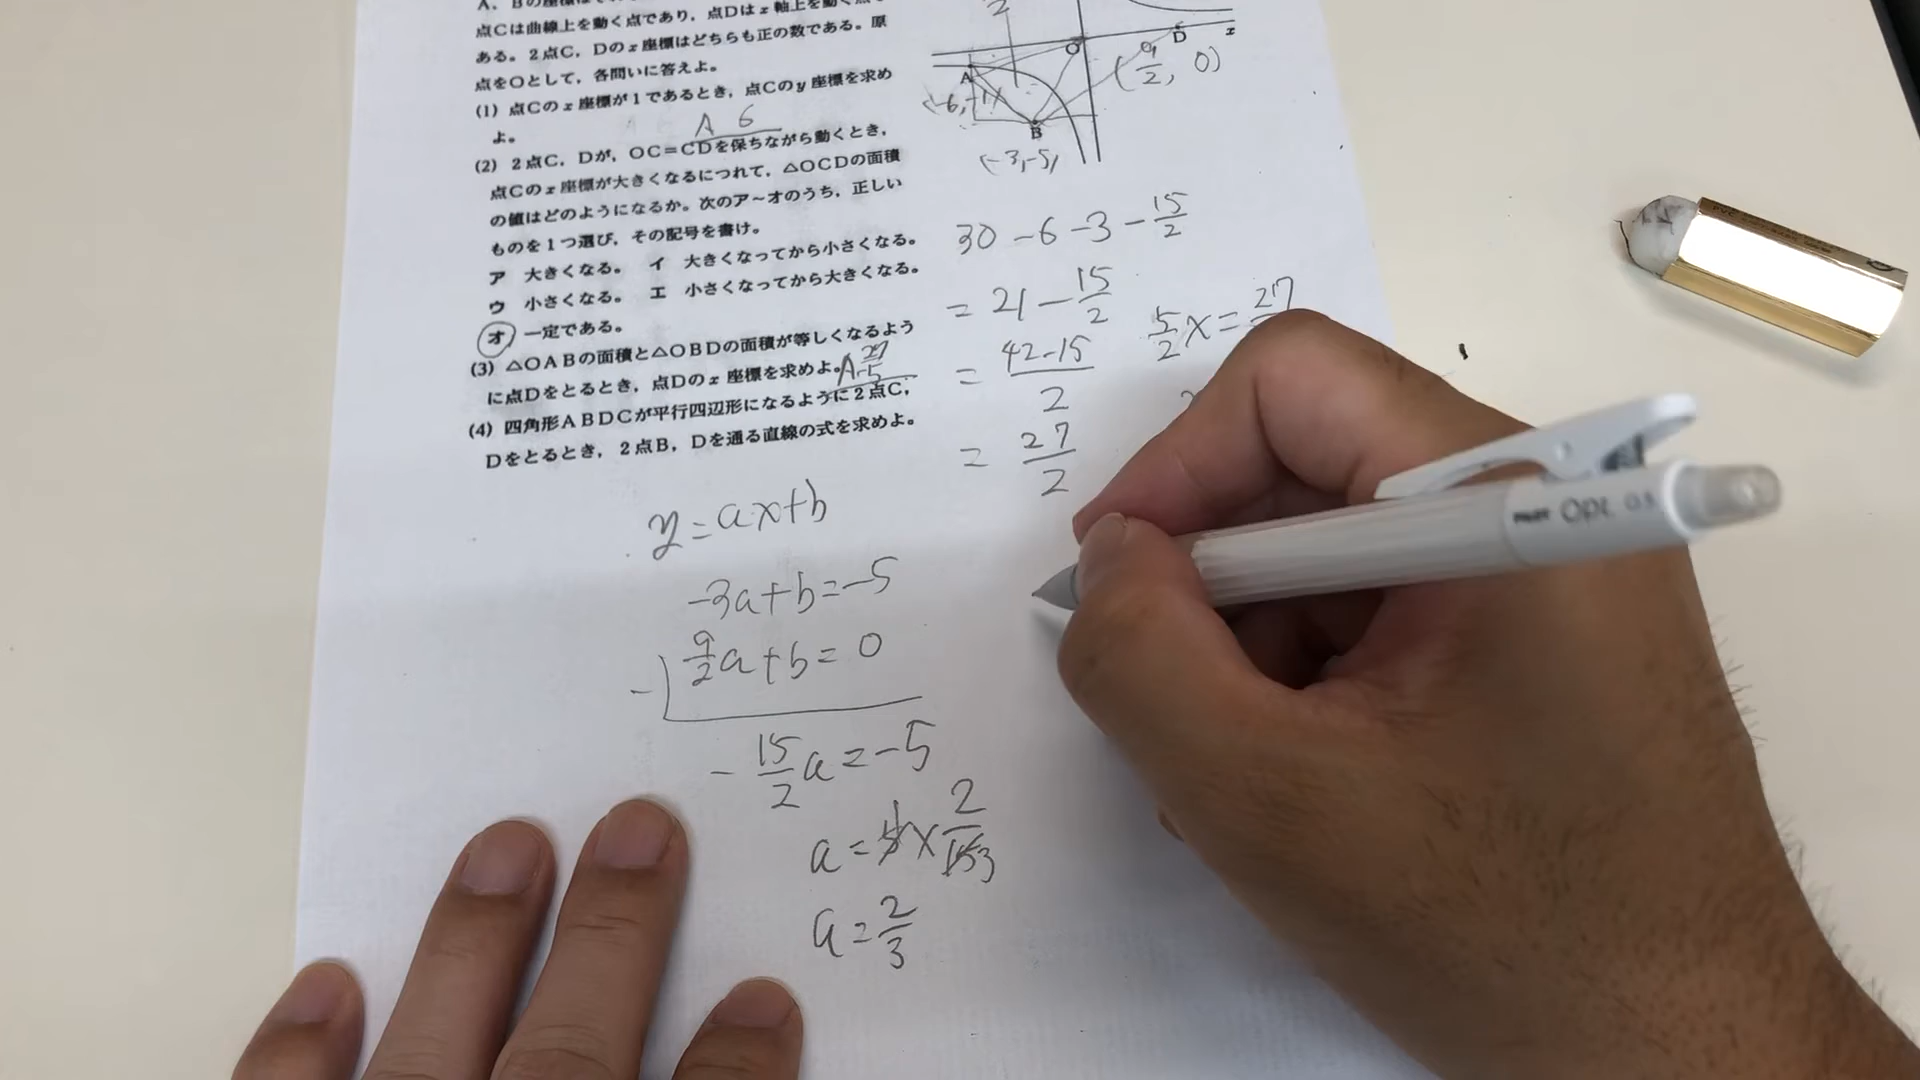 点Cは曲線上を動く点であり，点Dはx軸上を動く点で
ある。2点C，Dのx座標はどちらも正の数である。原
点をOとして，各問いに答えよ。
(1) 点Cのx座標が1であるとき，点Cのy座標を求め
よ。
A 6
(2) 2点C，Dが，OC＝CDを保ちながら動くとき，
点Cのx座標が大きくなるにつれて，△OCDの面積
の値はどのようになるか。次のア～オのうち，正しい
ものを1つ選び，その記号を書け。
ア 大きくなる。 イ 大きくなってから小さくなる。
ウ 小さくなる。 エ 小さくなってから大きくなる。
オ 一定である。
(3) △OABの面積と△OBDの面積が等しくなるよう
に点Dをとるとき，点Dのx座標を求めよ。
A 27/5
(4) 四角形ABDCが平行四辺形になるように2点C，
Dをとるとき，2点B，Dを通る直線の式を求めよ。
O
D
x
(9/2, 0)
A
(-6,-1)
B
(-3,-5)
30-6-3-15/2
=21-15/2
=42-15/2
=27/2
5/2x=27
y=ax+b
-3a+b=-5
-) 9/2a+b=0
-15/2a=-5
a=5×2/15 3
a=2/3
PILOT Opt. 0.5